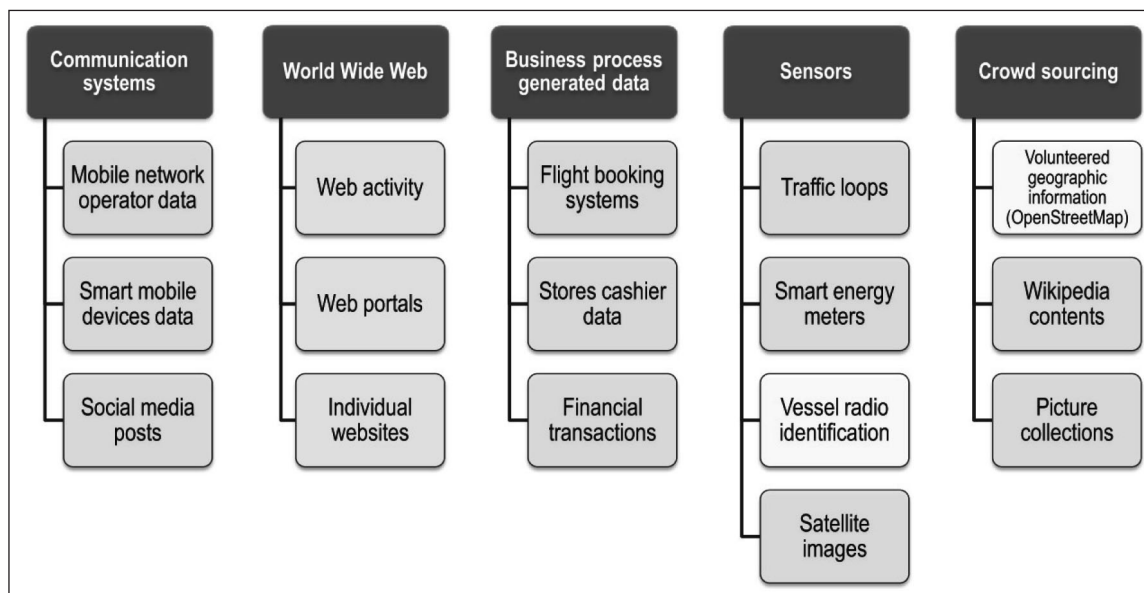 Communication
systems
Mobile network
operator data
Smart mobile
devices data
Social media
posts
World Wide Web
Web activity
Web portals
Individual
websites
Business process
generated data
Flight booking
systems
Stores cashier
data
Financial
transactions
Sensors
Traffic loops
Smart energy
meters
Vessel radio
identification
Satellite
images
Crowd sourcing
Volunteered
geographic
information
(OpenStreetMap)
Wikipedia
contents
Picture
collections